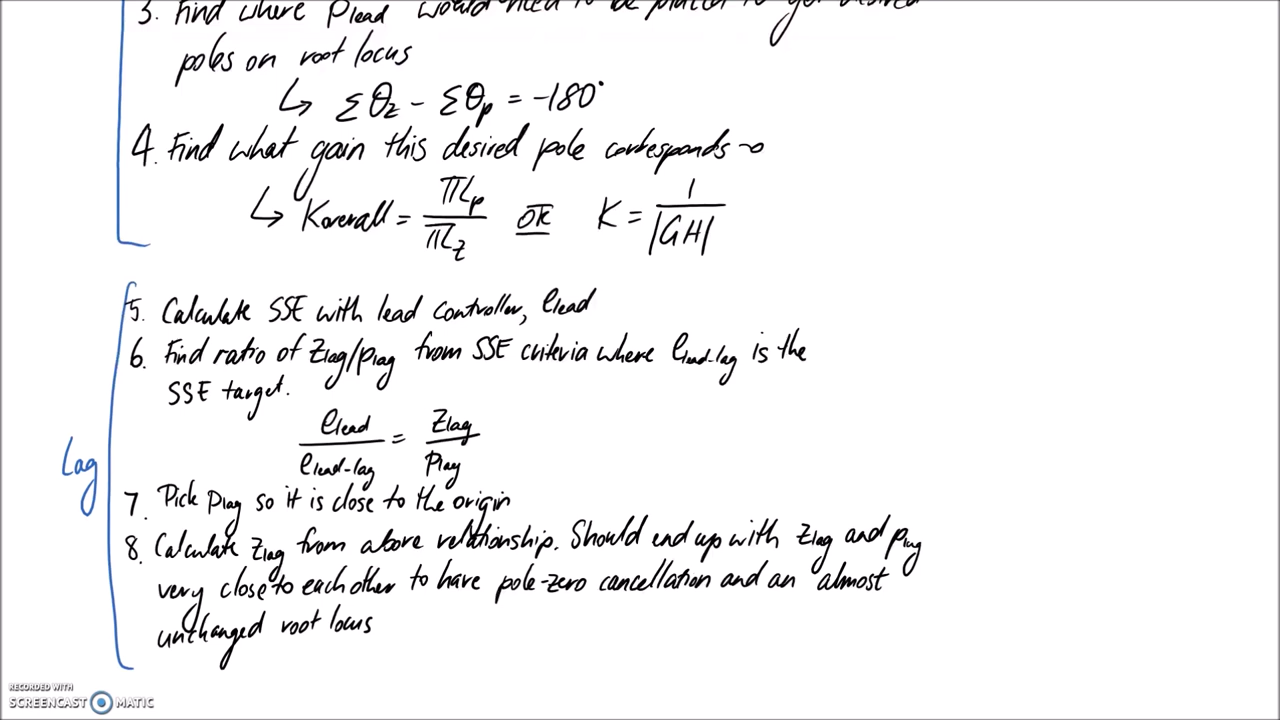 3. Find where Plead would need to be placed to get desired
poles on root locus
↳ ΣθZ - Σθp = -180°
4. Find what gain this desired pole corresponds to
↳ Koverall = πLp / πLz OR K = 1 / |GH|
5. Calculate SSE with lead controller, elead
6. Find ratio of Zlag/Plag from SSE criteria where elead-lag is the
SSE target.
elead / elead-lag = Zlag / Plag
Lag
7. Pick Plag so it is close to the origin
8. Calculate Zlag from above relationship. Should end up with Zlag and Plag
very close to each other to have pole-zero cancellation and an almost
unchanged root locus
RECORDED WITH
SCREENCAST MATIC